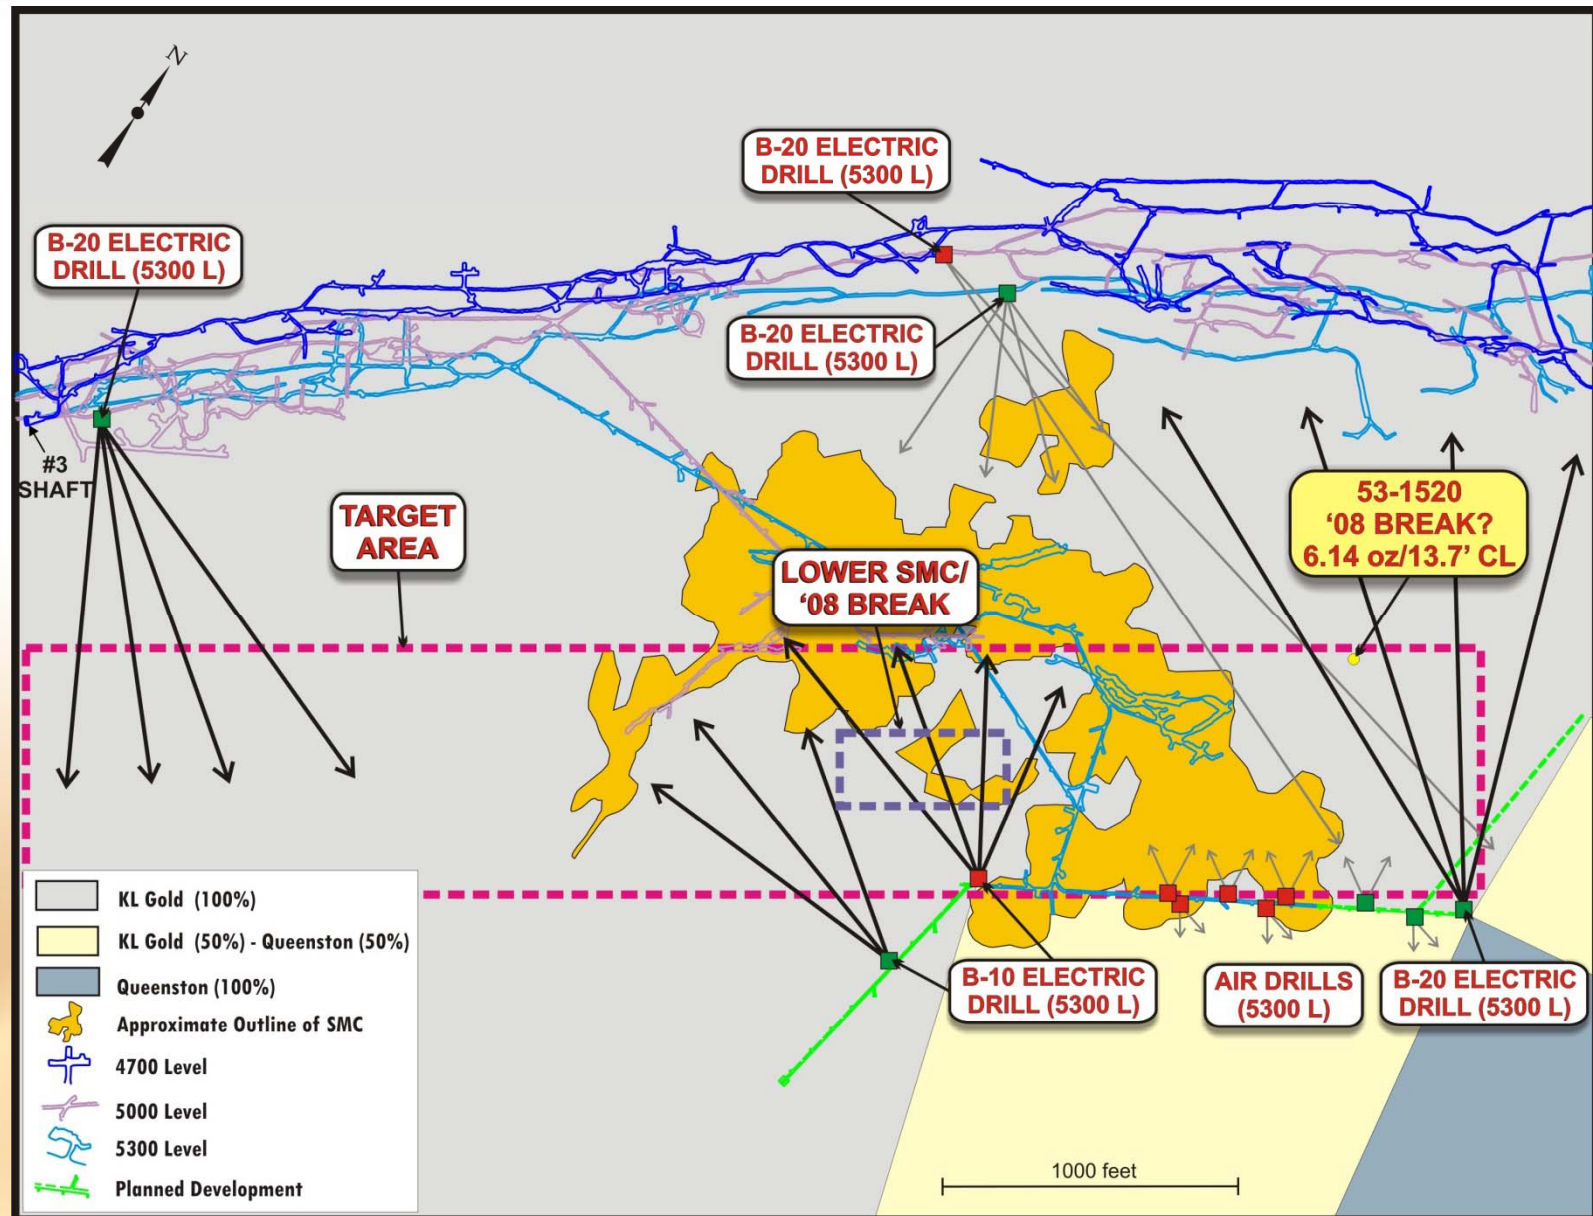 N
B-20 ELECTRIC
DRILL (5300 L)
B-20 ELECTRIC
DRILL (5300 L)
B-20 ELECTRIC
DRILL (5300 L)
#3
SHAFT
TARGET
AREA
53-1520
‘08 BREAK?
6.14 oz/13.7’ CL
LOWER SMC/
‘08 BREAK
B-10 ELECTRIC
DRILL (5300 L)
AIR DRILLS
(5300 L)
B-20 ELECTRIC
DRILL (5300 L)
KL Gold (100%)
KL Gold (50%) - Queenston (50%)
Queenston (100%)
Approximate Outline of SMC
4700 Level
5000 Level
5300 Level
Planned Development
1000 feet